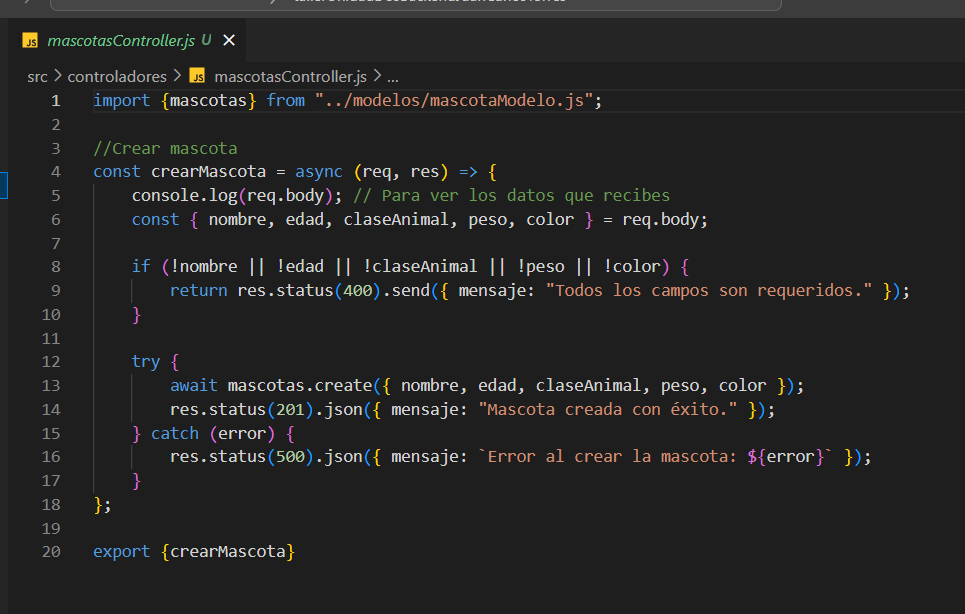 JS mascotasController.js U ×
src > controladores > JS mascotasController.js > ...
1 import {mascotas} from "../modelos/mascotaModelo.js";
2
3 //Crear mascota
4 const crearMascota = async (req, res) => {
5 console.log(req.body); // Para ver los datos que recibes
6 const { nombre, edad, claseAnimal, peso, color } = req.body;
7
8 if (!nombre || !edad || !claseAnimal || !peso || !color) {
9 return res.status(400).send({ mensaje: "Todos los campos son requeridos." });
10 }
11
12 try {
13 await mascotas.create({ nombre, edad, claseAnimal, peso, color });
14 res.status(201).json({ mensaje: "Mascota creada con éxito." });
15 } catch (error) {
16 res.status(500).json({ mensaje: `Error al crear la mascota: ${error}` });
17 }
18 };
19
20 export {crearMascota}